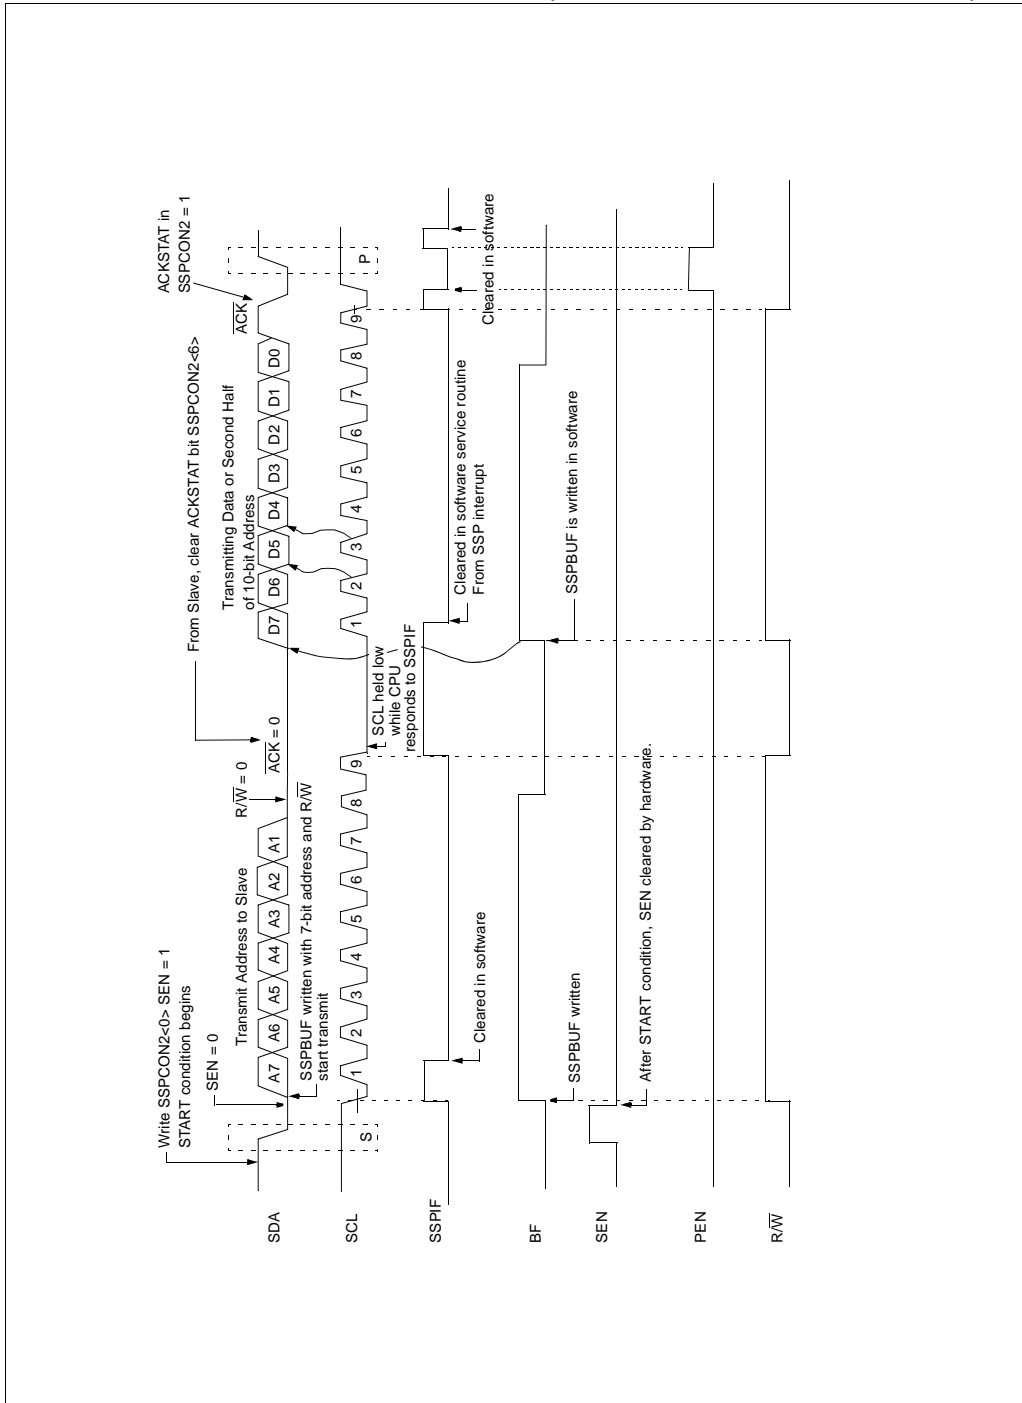 Write SSPCON2<0> SEN = 1
START condition begins
SEN = 0
Transmit Address to Slave
R/W = 0
From Slave, clear ACKSTAT bit SSPCON2<6>
ACK = 0
Transmitting Data or Second Half
of 10-bit Address
ACK
ACKSTAT in
SSPCON2 = 1
SDA
A7 A6 A5 A4 A3 A2 A1
D7 D6 D5 D4 D3 D2 D1 D0
SSPBUF written with 7-bit address and R/W
start transmit
SCL
S
1 2 3 4 5 6 7 8 9
1 2 3 4 5 6 7 8 9
P
SCL held low
while CPU
responds to SSPIF
SSPIF
Cleared in software
Cleared in software service routine
From SSP interrupt
Cleared in software
BF
SSPBUF written
SSPBUF is written in software
SEN
After START condition, SEN cleared by hardware.
PEN
R/W